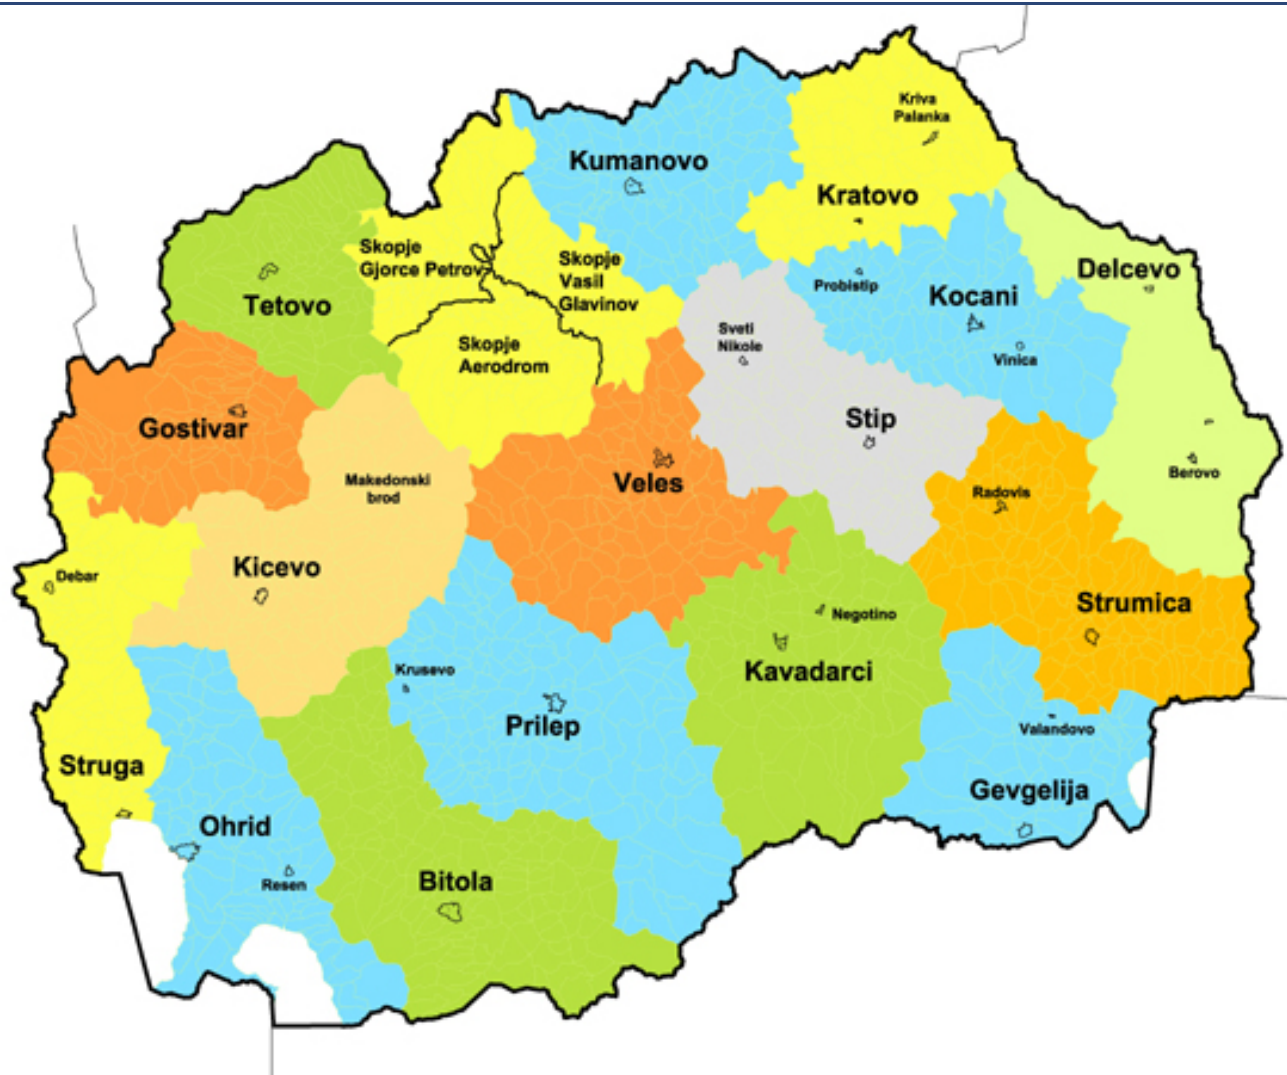 Kriva
Palanka
Kumanovo
Kratovo
Skopje
Gjorce Petrov
Skopje
Vasil
Glavinov
Delcevo
Probistip
Kocani
Tetovo
Sveti
Nikole
Skopje
Aerodrom
Vinica
Stip
Gostivar
Berovo
Makedonski
brod
Veles
Radovis
Kicevo
Debar
Strumica
Negotino
Krusevo
Kavadarci
Prilep
Valandovo
Struga
Gevgelija
Ohrid
Resen
Bitola